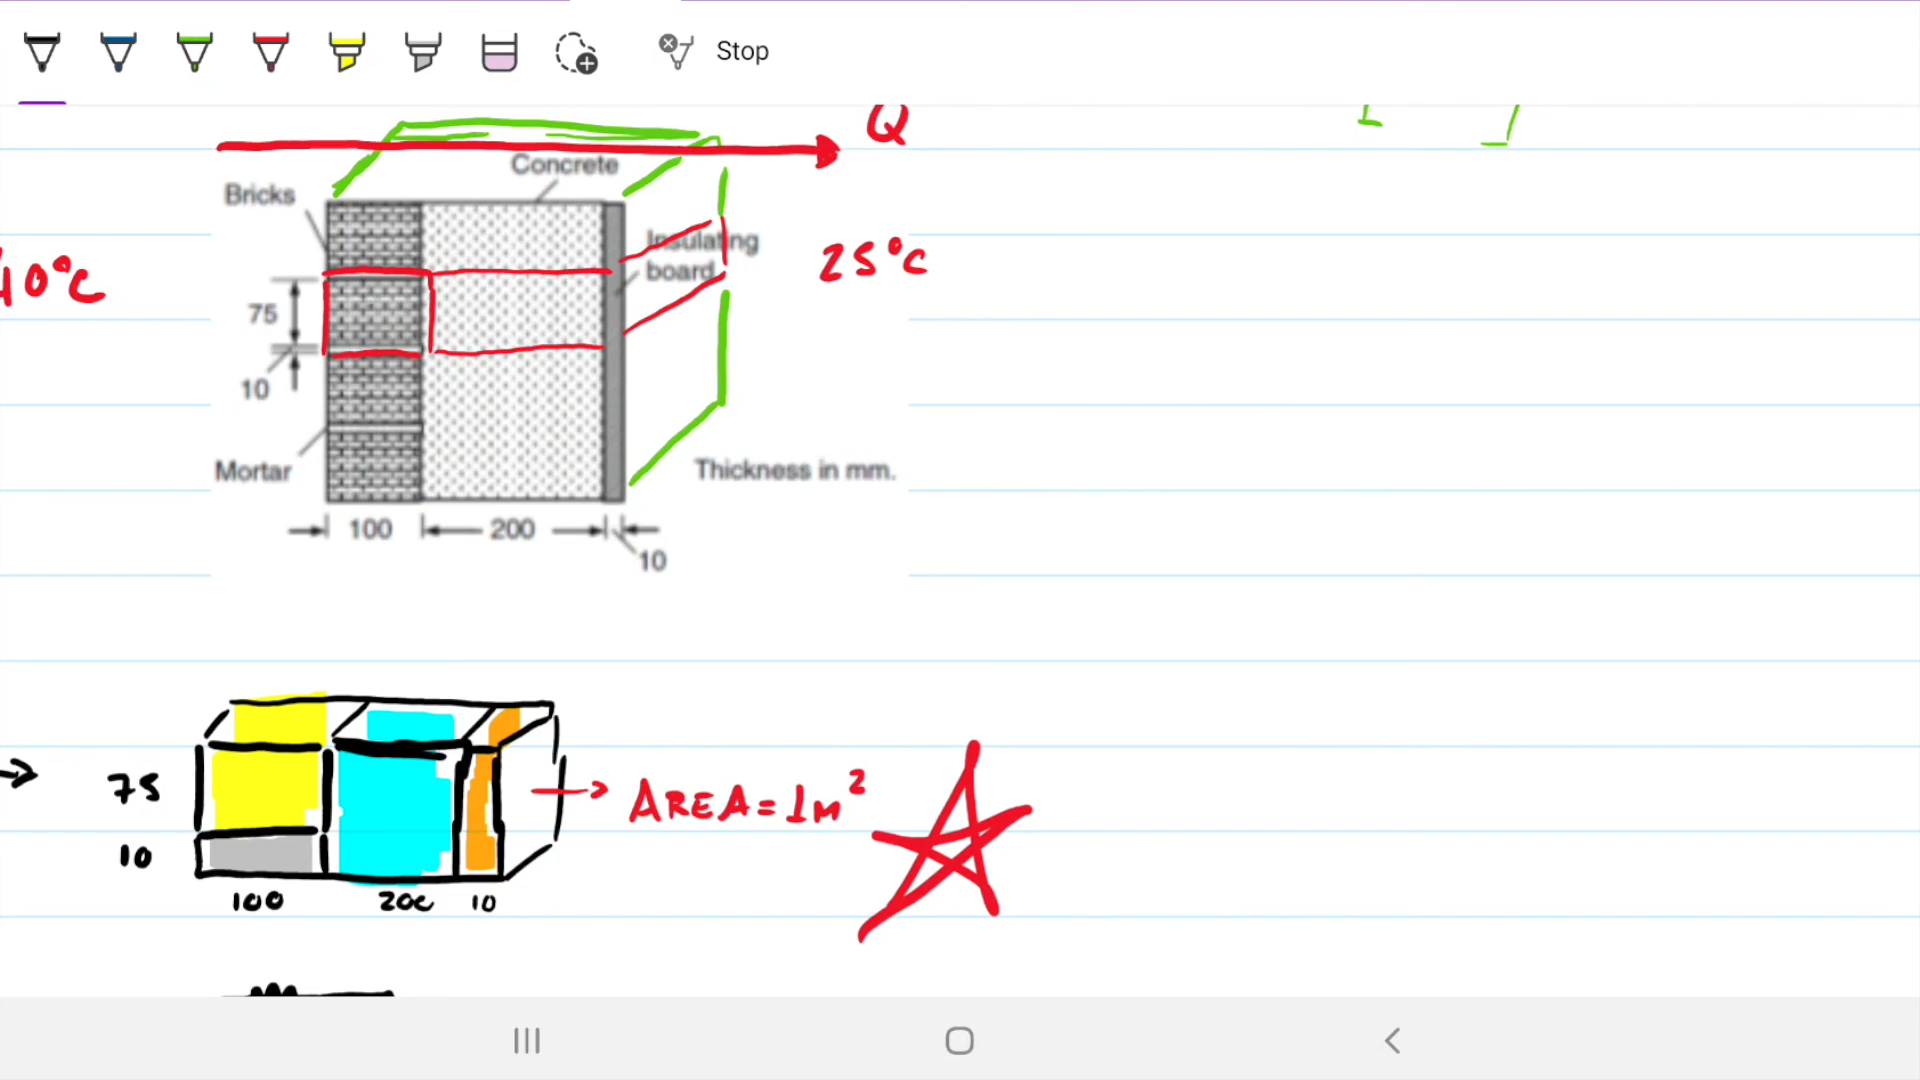 Stop
Q
Concrete
Bricks
Insulating
board
25°C
10°C
75
10
Mortar
Thickness in mm.
100
200
10
75
AREA = 1m²
10
100
200
10